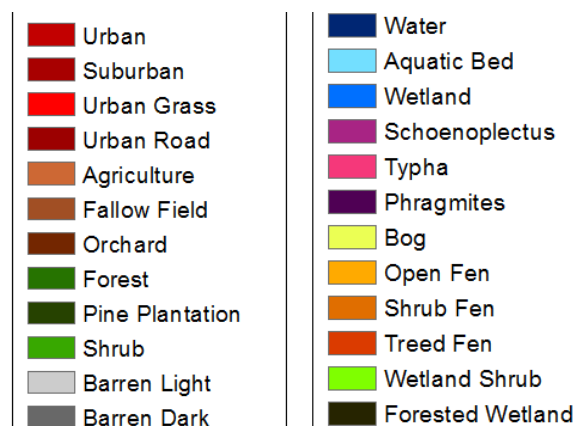 Urban
Suburban
Urban Grass
Urban Road
Agriculture
Fallow Field
Orchard
Forest
Pine Plantation
Shrub
Barren Light
Barren Dark
Water
Aquatic Bed
Wetland
Schoenoplectus
Typha
Phragmites
Bog
Open Fen
Shrub Fen
Treed Fen
Wetland Shrub
Forested Wetland